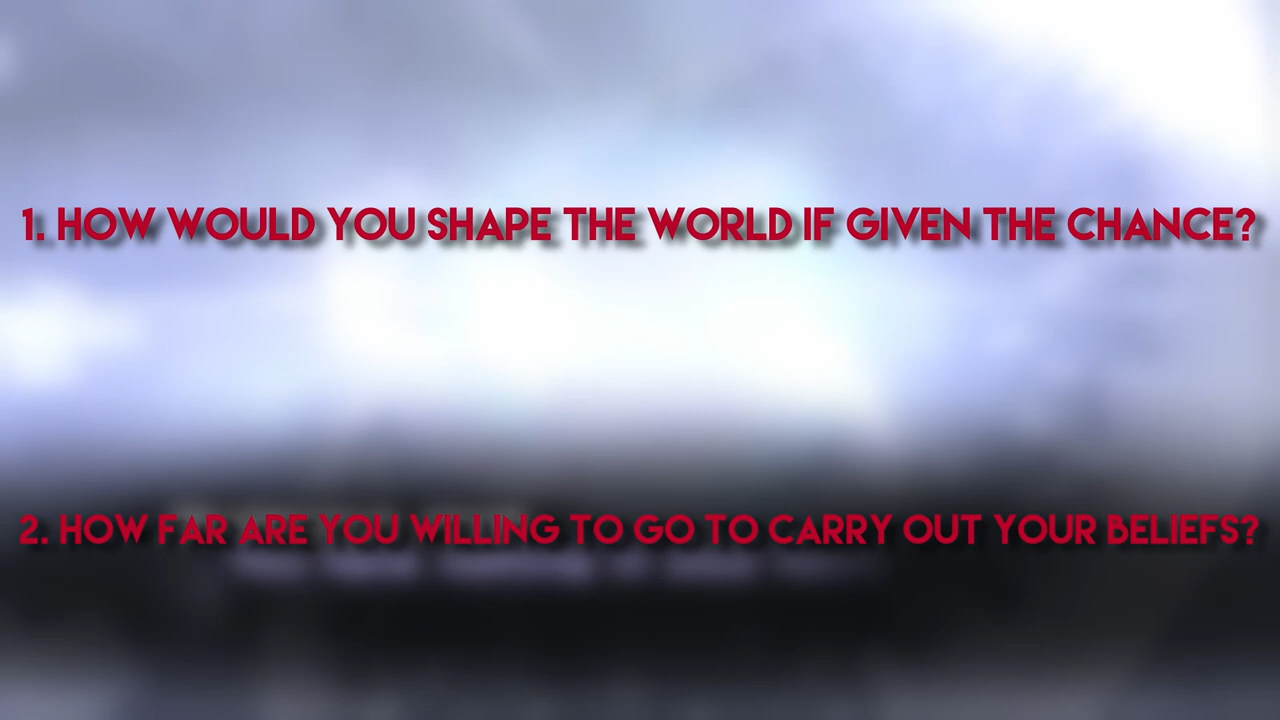 1. HOW WOULD YOU SHAPE THE WORLD IF GIVEN THE CHANCE?
2. HOW FAR ARE YOU WILLING TO GO TO CARRY OUT YOUR BELIEFS?